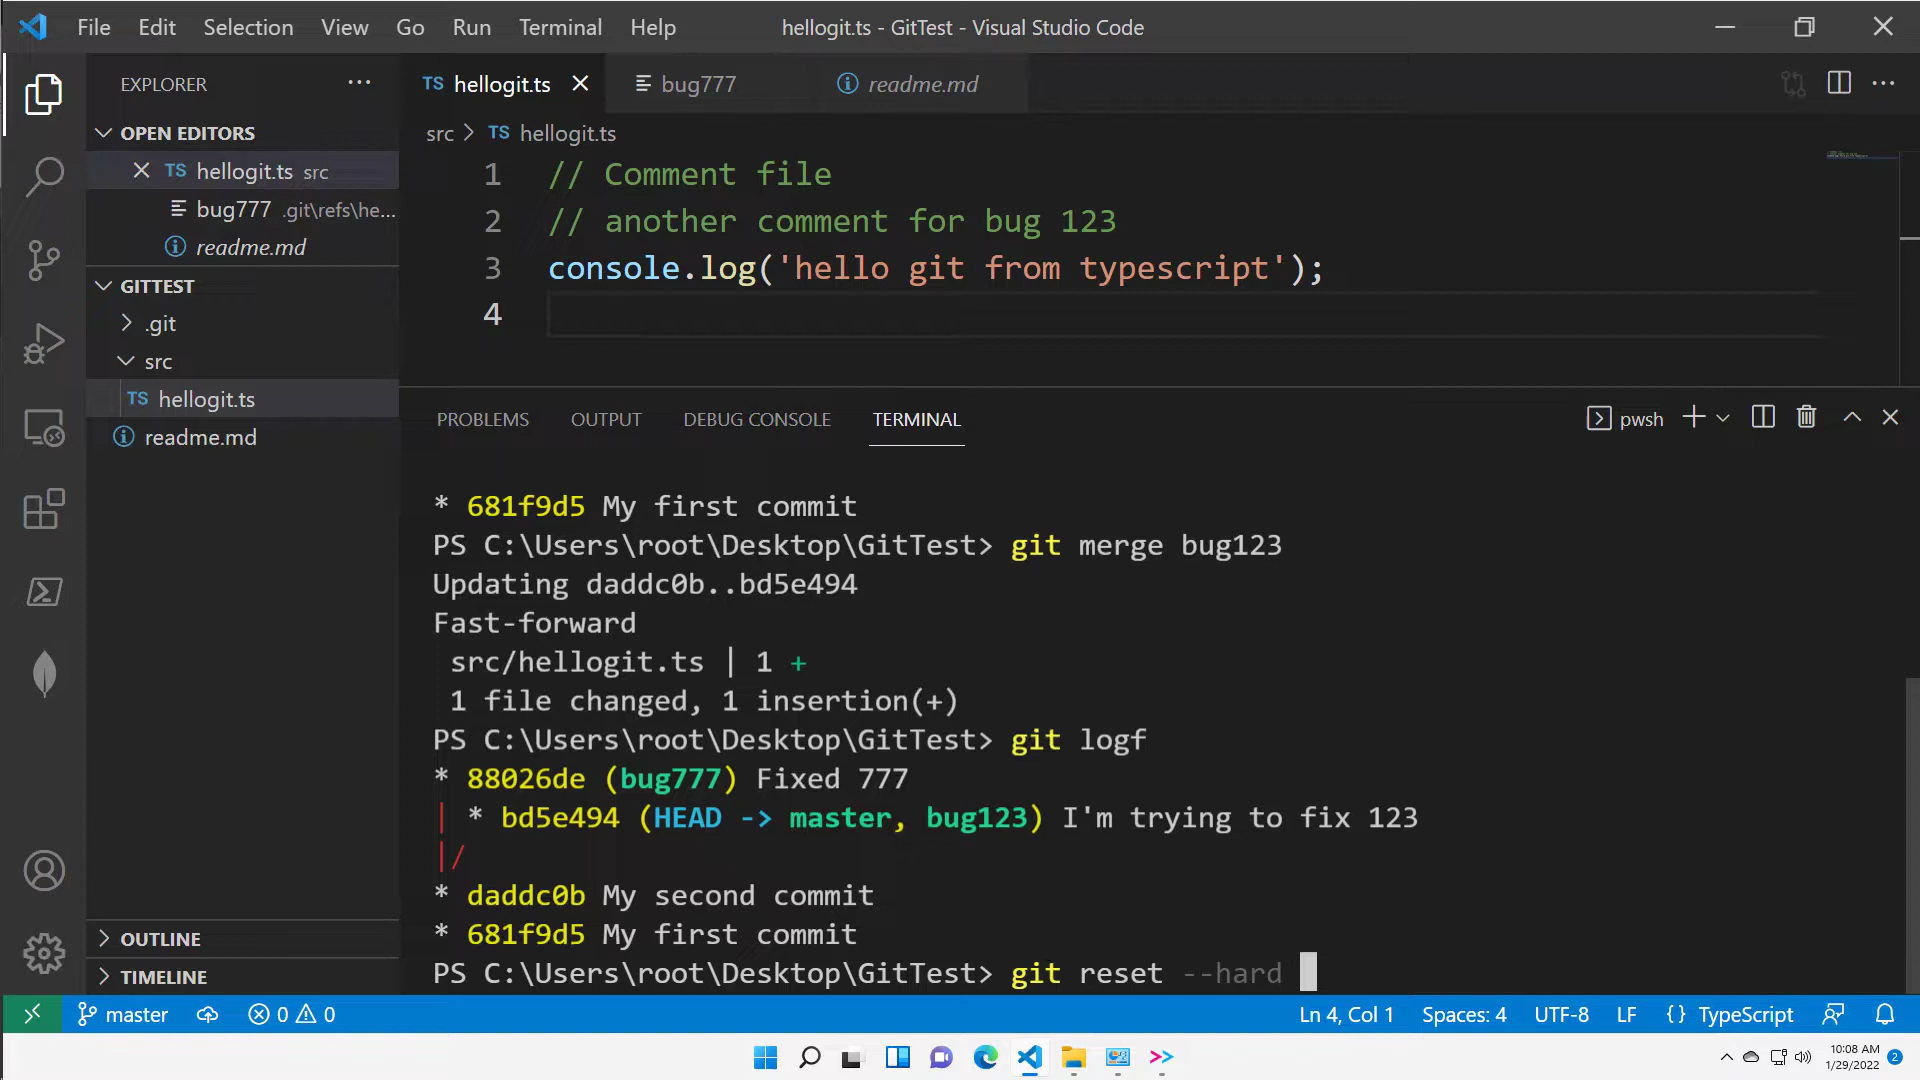 File Edit Selection View Go Run Terminal Help hellogit.ts - GitTest - Visual Studio Code
EXPLORER ···
OPEN EDITORS
TS hellogit.ts src
bug777 .git\refs\he...
readme.md
GITTEST
.git
src
TS hellogit.ts
readme.md
OUTLINE
TIMELINE
TS hellogit.ts bug777 readme.md
src > TS hellogit.ts
1 // Comment file
2 // another comment for bug 123
3 console.log('hello git from typescript');
4
PROBLEMS OUTPUT DEBUG CONSOLE TERMINAL pwsh
* 681f9d5 My first commit
PS C:\Users\root\Desktop\GitTest> git merge bug123
Updating daddc0b..bd5e494
Fast-forward
src/hellogit.ts | 1 +
1 file changed, 1 insertion(+)
PS C:\Users\root\Desktop\GitTest> git logf
* 88026de (bug777) Fixed 777
| * bd5e494 (HEAD -> master, bug123) I'm trying to fix 123
|/
* daddc0b My second commit
* 681f9d5 My first commit
PS C:\Users\root\Desktop\GitTest> git reset --hard
master 0 0 Ln 4, Col 1 Spaces: 4 UTF-8 LF {} TypeScript
10:08 AM
1/29/2022
2